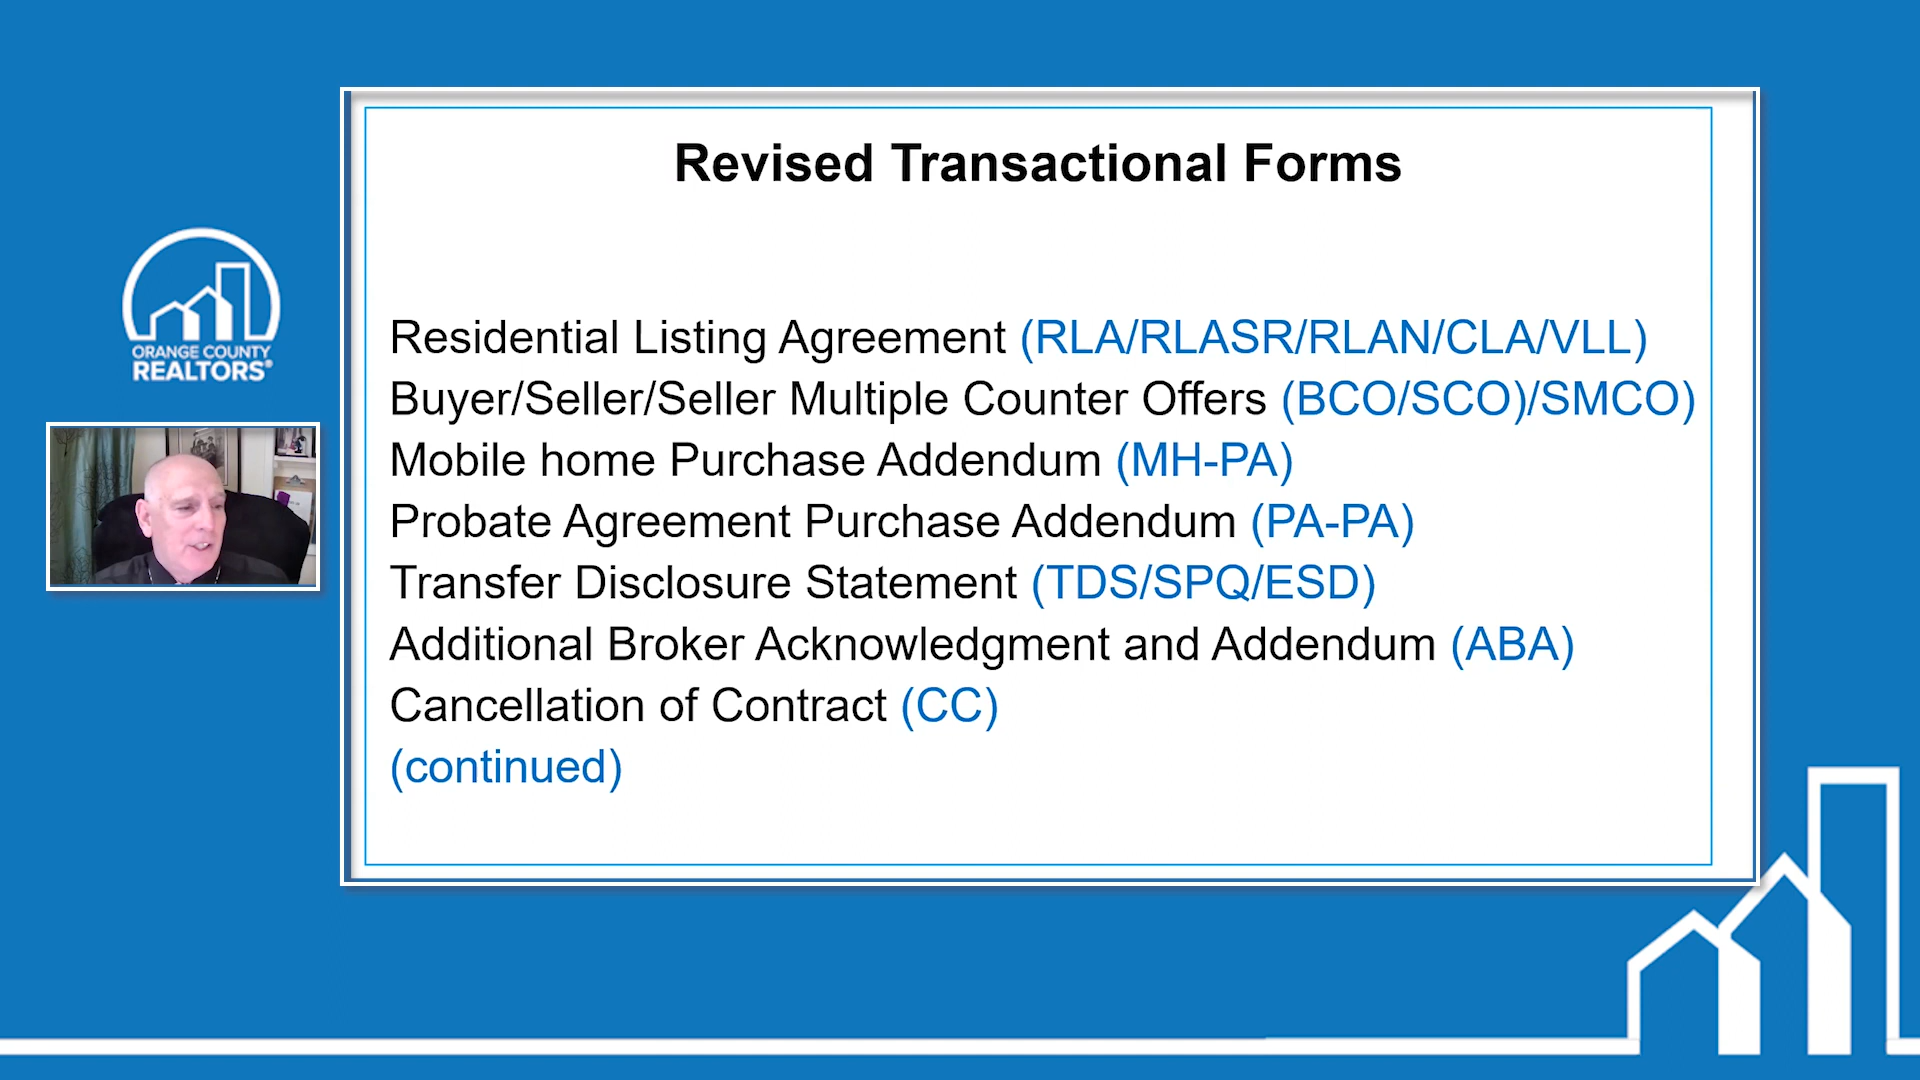 Revised Transactional Forms
ORANGE COUNTY
REALTORS®
Residential Listing Agreement (RLA/RLASR/RLAN/CLA/VLL)
Buyer/Seller/Seller Multiple Counter Offers (BCO/SCO)/SMCO)
Mobile home Purchase Addendum (MH-PA)
Probate Agreement Purchase Addendum (PA-PA)
Transfer Disclosure Statement (TDS/SPQ/ESD)
Additional Broker Acknowledgment and Addendum (ABA)
Cancellation of Contract (CC)
(continued)